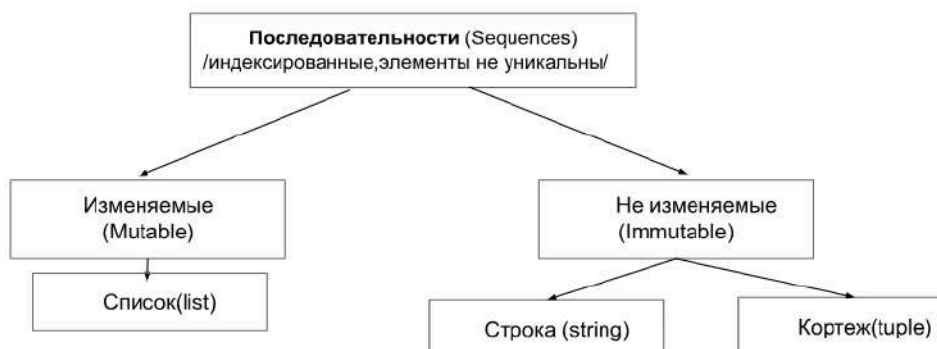 Последовательности (Sequences)
/индексированные,элементы не уникальны/
Изменяемые
(Mutable)
Не изменяемые
(Immutable)
Список(list)
Строка (string)
Кортеж(tuple)